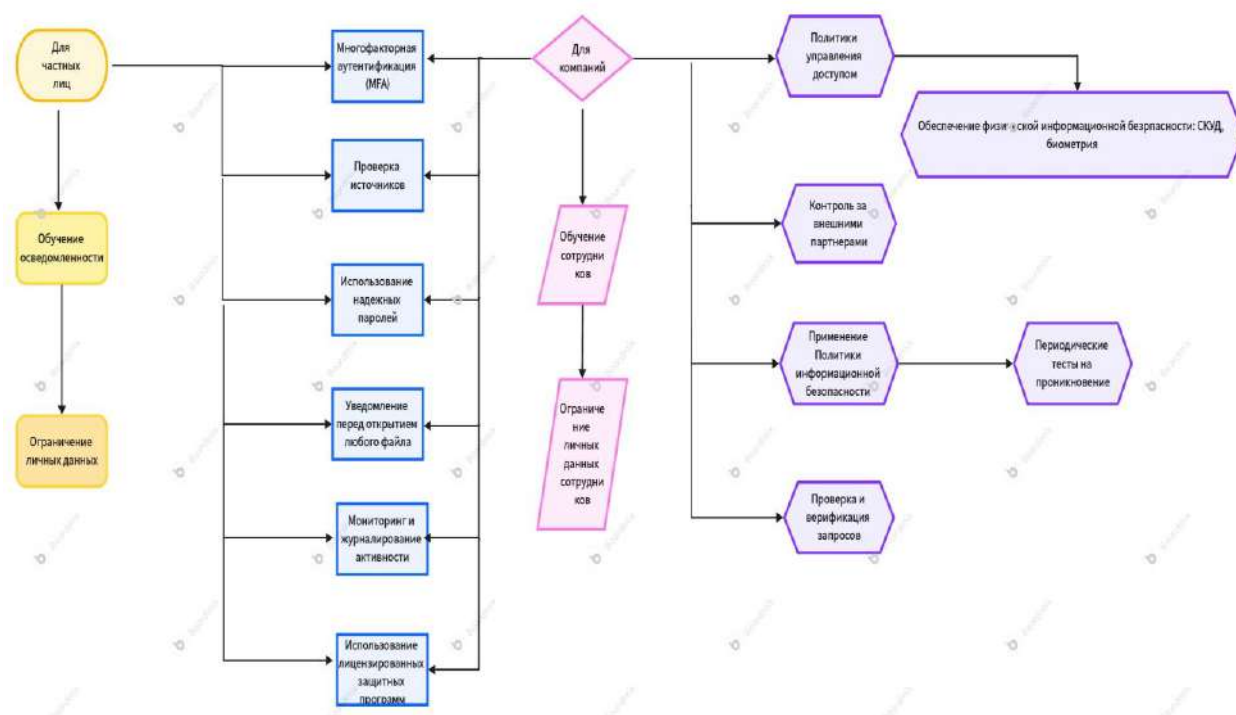 Для
частных
лиц
Обучение
осведомленности
Ограничение
личных данных
Многофакторная
аутентификация
(MFA)
Проверка
источников
Использование
надежных
паролей
Уведомление
перед открытием
любого файла
Мониторинг и
журналирование
активности
Использование
лицензированных
защитных
программ
Для
компаний
Обучение
сотрудни
ков
Ограниче
ние
личных
данных
сотрудни
ков
Политики
управления
доступом
Обеспечение физической информационной безрпасности: СКУД,
биометрия
Контроль за
внешними
партнерами
Применение
Политики
информационной
безопасности
Периодические
тесты на
проникновение
Проверка и
верификация
запросов